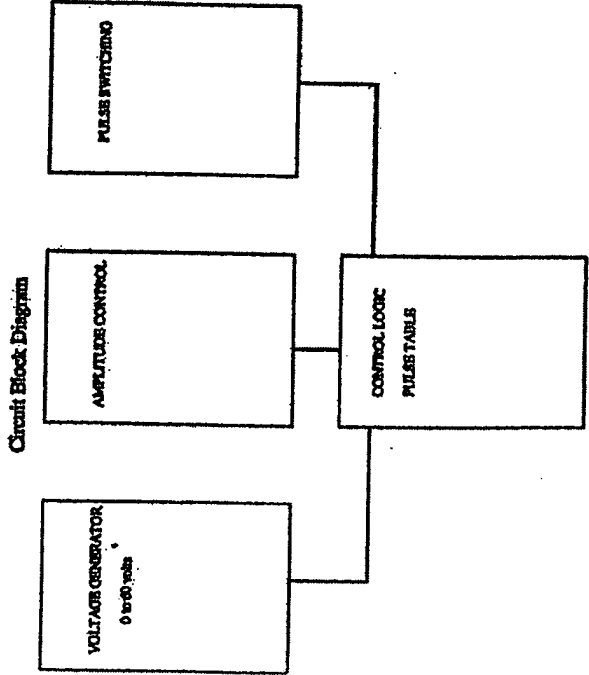 Circuit Block Diagram
VOLTAGE GENERATOR
0 to 60 volts
AMPLITUDE CONTROL
PULSE SWITCHING
CONTROL LOGIC
PULSE TABLE